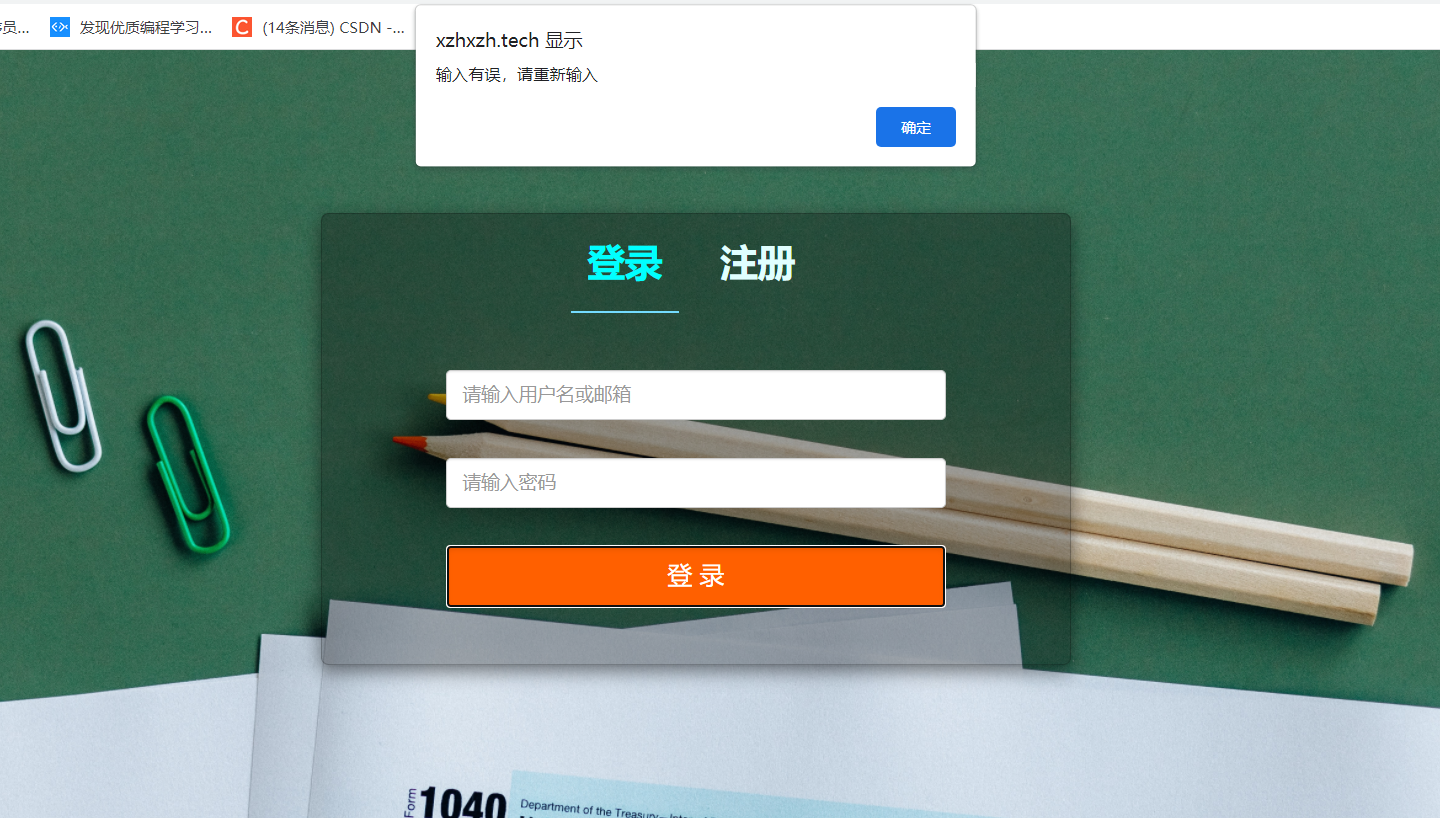 序员...
发现优质编程学习...
(14条消息) CSDN -...
xzhxzh.tech 显示
输入有误，请重新输入
确定
登录
注册
请输入用户名或邮箱
请输入密码
登 录
Form 1040
Department of the Treasury